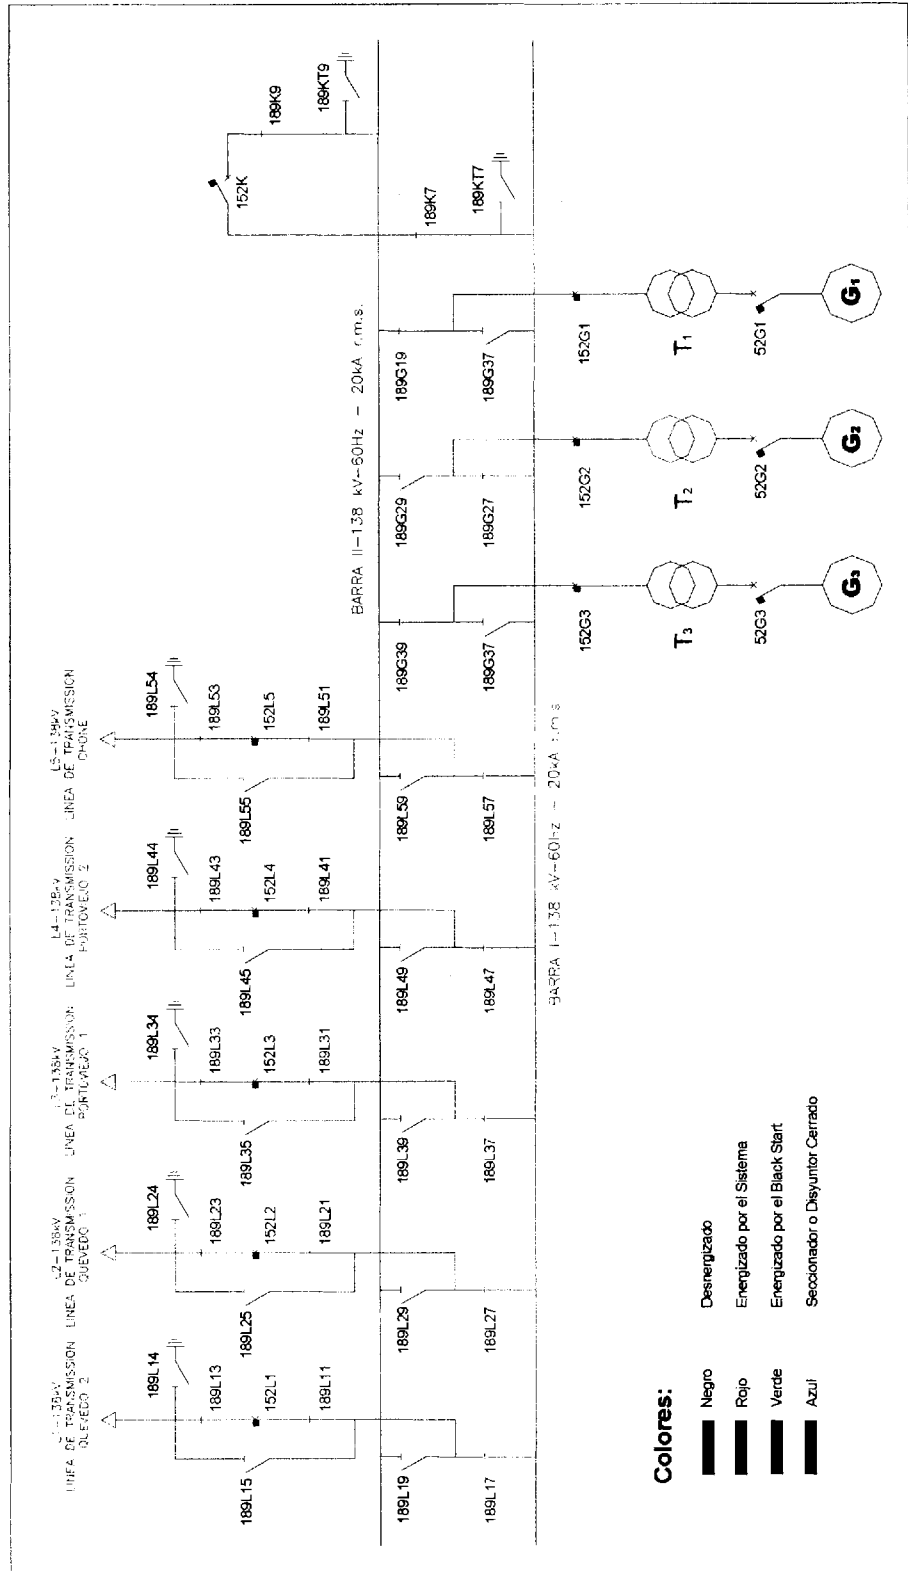 L1-138kV
LINEA DE TRANSMISSION
QUEVEDO 2
L2-138kV
LINEA DE TRANSMISSION
QUEVEDO 1
L3-138kV
LINEA DE TRANSMISSION
PORTOVIEJO 1
L4-138kV
LINEA DE TRANSMISSION
PORTOVIEJO 2
L5-138kV
LINEA DE TRANSMISSION
CHONE
189L14
189L13
152L1
189L11
189L15
189L19
189L17
189L24
189L23
152L2
189L21
189L25
189L29
189L27
189L34
189L33
152L3
189L31
189L35
189L39
189L37
189L44
189L43
152L4
189L41
189L45
189L49
189L47
189L54
189L53
152L5
189L51
189L55
189L59
189L57
BARRA II-138 kV-60Hz - 20kA r.m.s.
BARRA I-138 kV-60Hz - 20kA r.m.s
189G39
189G37
152G3
T3
52G3
G3
189G29
189G27
152G2
T2
52G2
G2
189G19
189G37
152G1
T1
52G1
G1
152K
189K9
189KT9
189K7
189KT7
Colores:
Negro Desnergizado
Rojo Energizado por el Sistema
Verde Energizado por el Black Start
Azul Seccionador o Disyuntor Cerrado